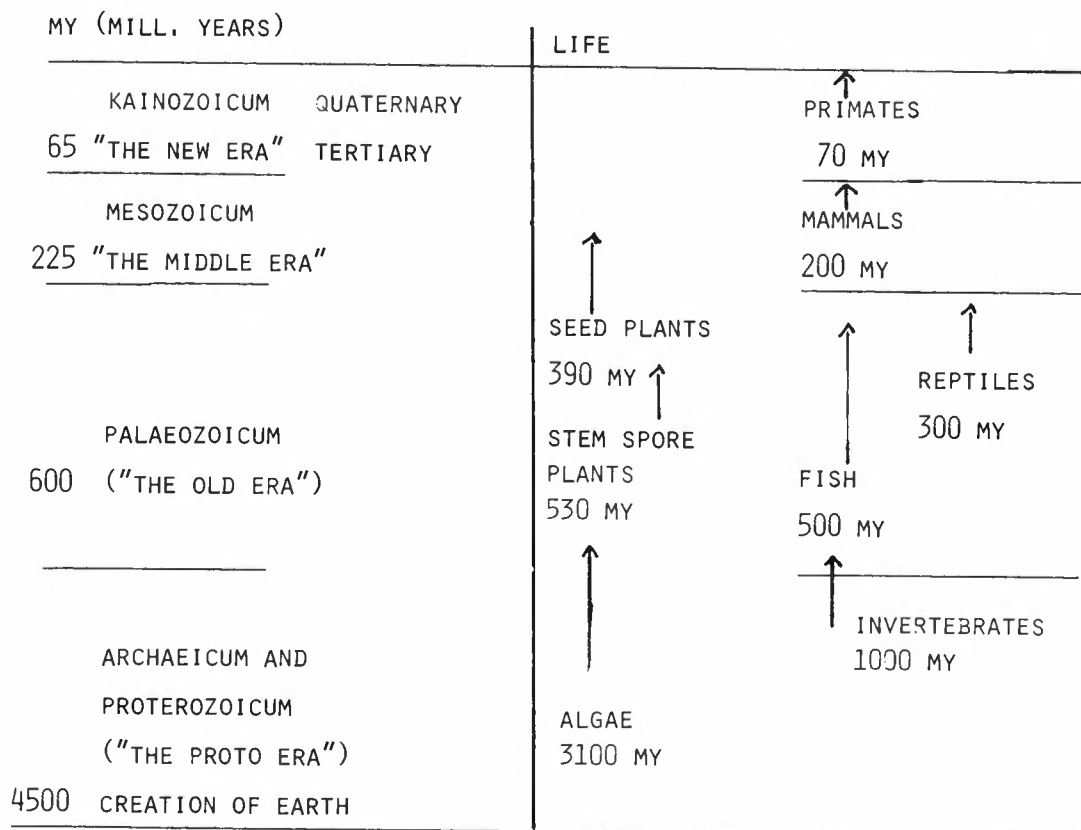 MY (MILL. YEARS)
LIFE
KAINOZOICUM QUATERNARY
65 "THE NEW ERA" TERTIARY
MESOZOICUM
225 "THE MIDDLE ERA"
PALAEOZOICUM
600 ("THE OLD ERA")
ARCHAEICUM AND
PROTEROZOICUM
("THE PROTO ERA")
4500 CREATION OF EARTH
SEED PLANTS
390 MY
STEM SPORE
PLANTS
530 MY
ALGAE
3100 MY
PRIMATES
70 MY
MAMMALS
200 MY
REPTILES
300 MY
FISH
500 MY
INVERTEBRATES
1000 MY